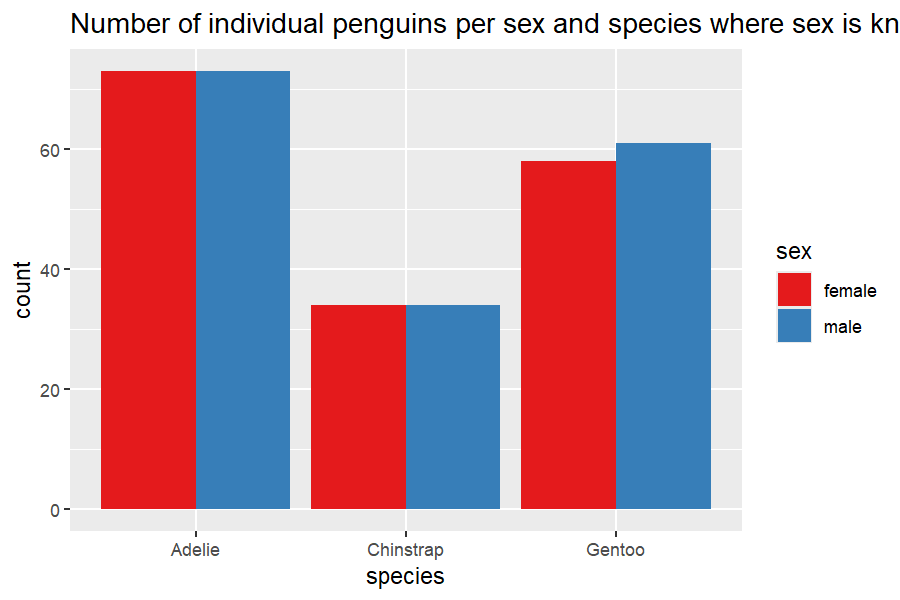 Number of individual penguins per sex and species where sex is kn
count
60
40
20
0
Adelie Chinstrap Gentoo
species
sex
female
male